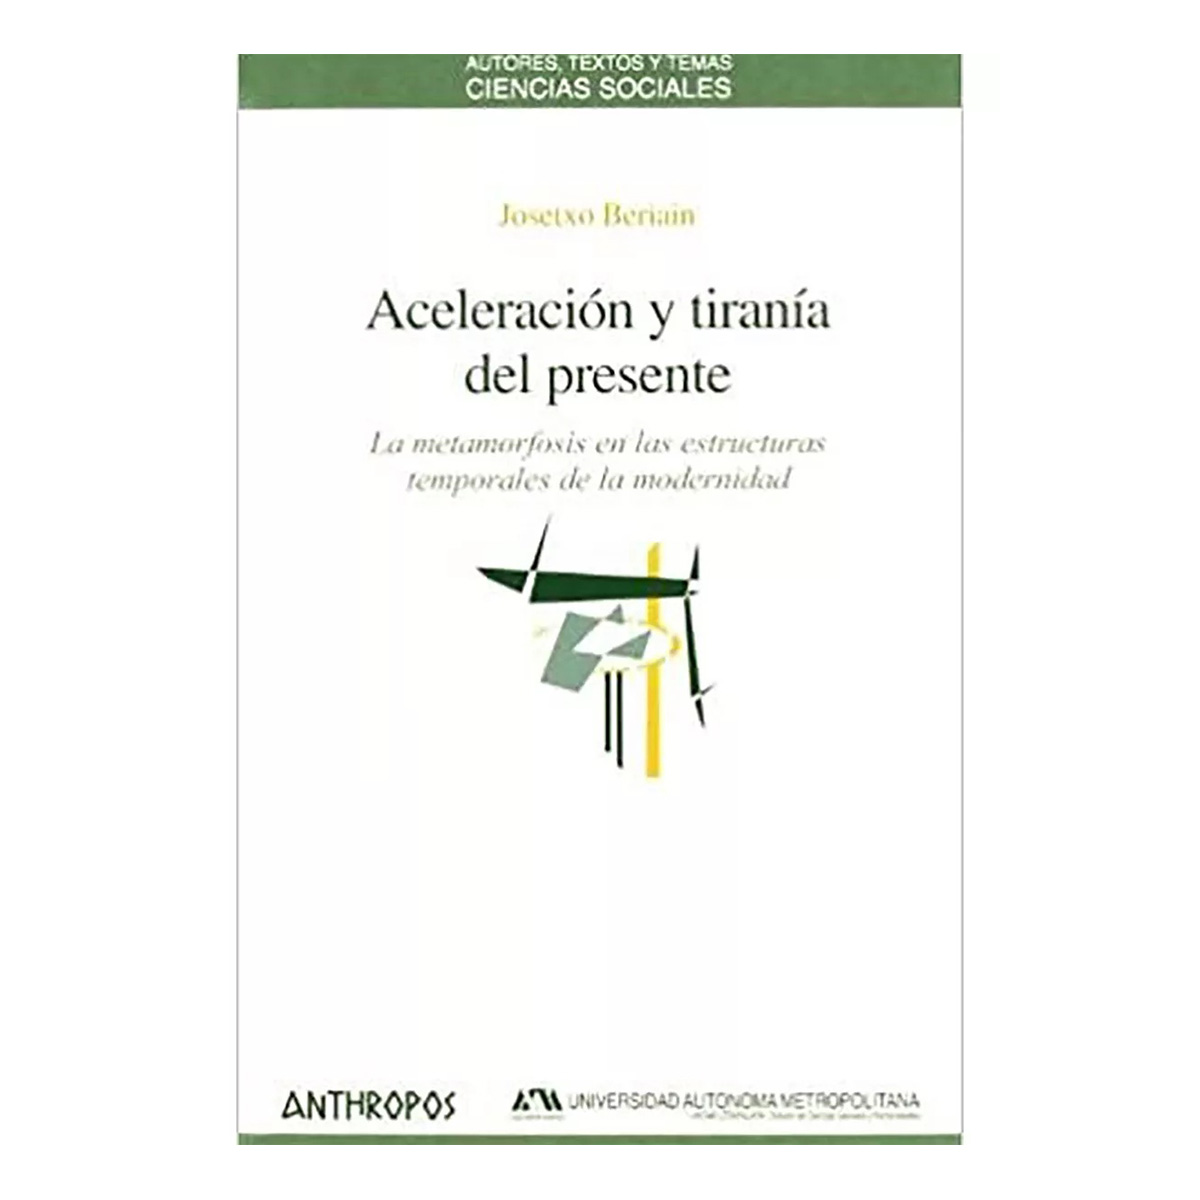 AUTORES, TEXTOS Y TEMAS
CIENCIAS SOCIALES
Josetxo Beriain
Aceleración y tiranía
del presente
La metamorfosis en las estructuras
temporales de la modernidad
ANTHROPOS
UNIVERSIDAD AUTONOMA METROPOLITANA